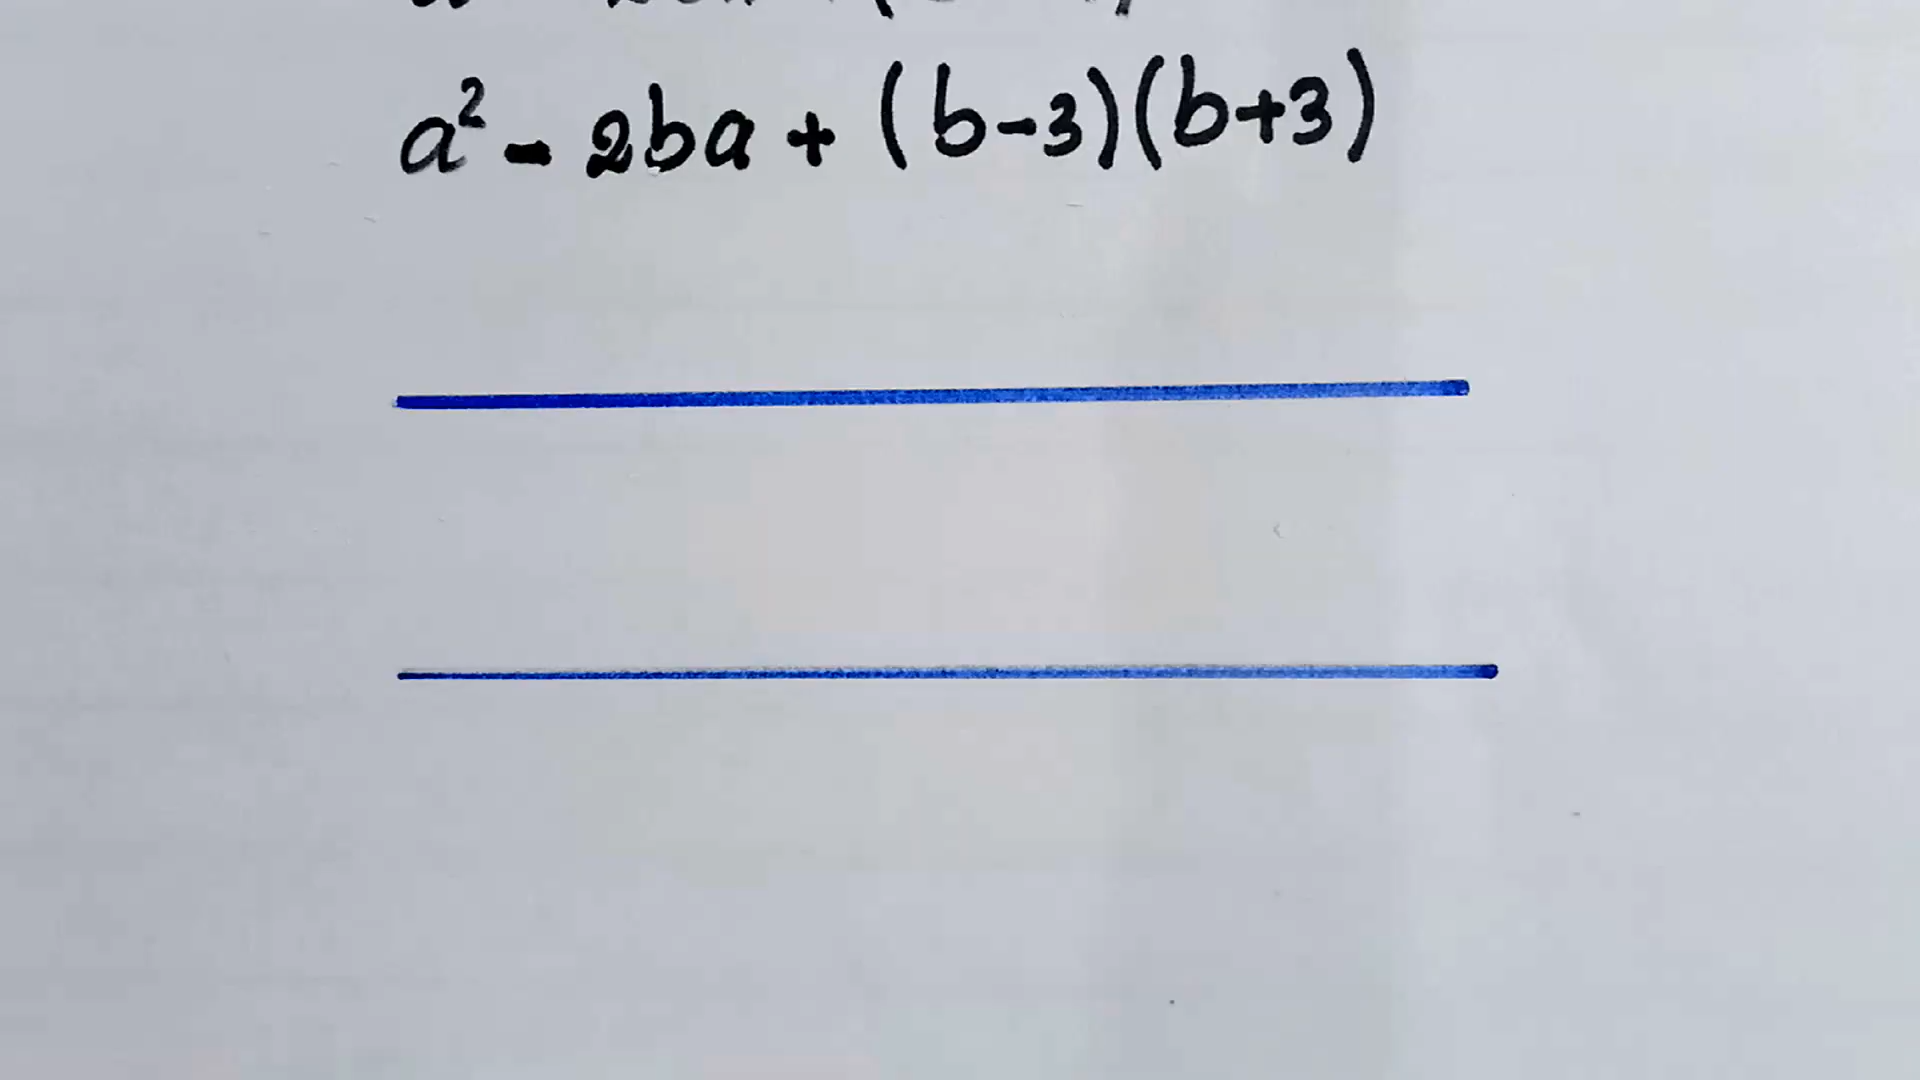 a² - 2ba + (b-3)(b+3)